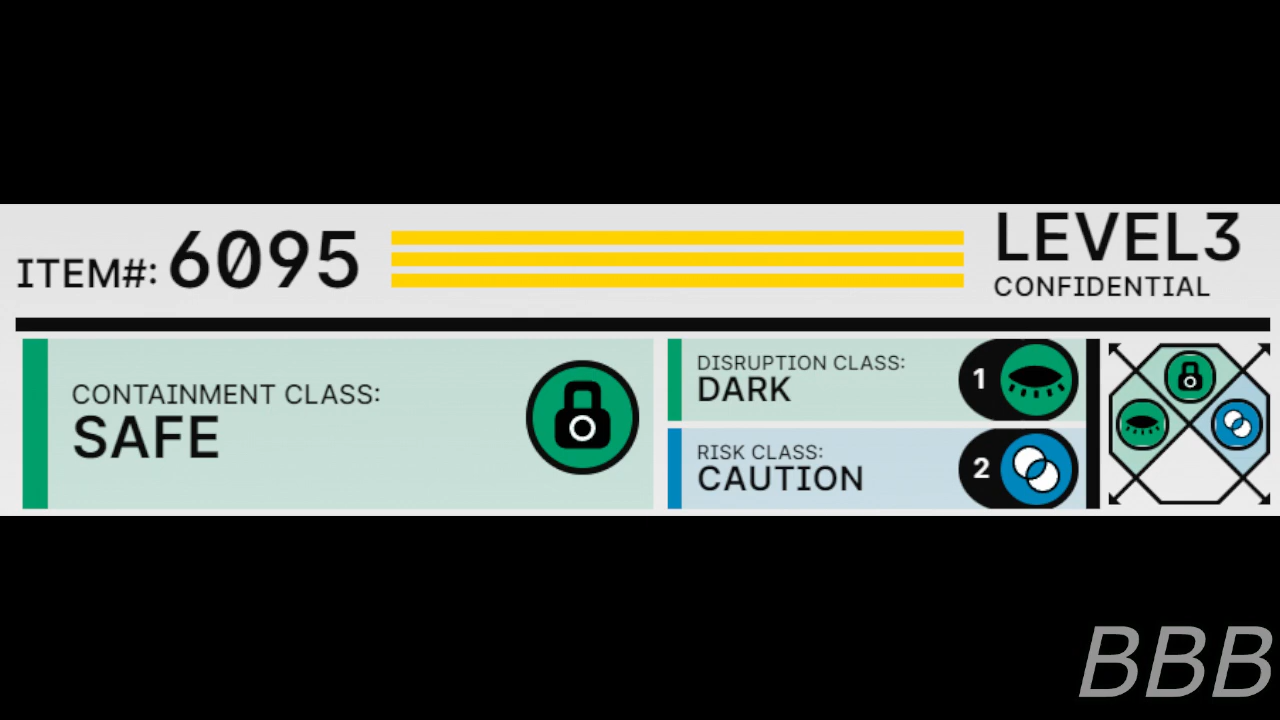 ITEM#: 6095
LEVEL3
CONFIDENTIAL
CONTAINMENT CLASS:
SAFE
DISRUPTION CLASS:
DARK
1
RISK CLASS:
CAUTION
2
BBB